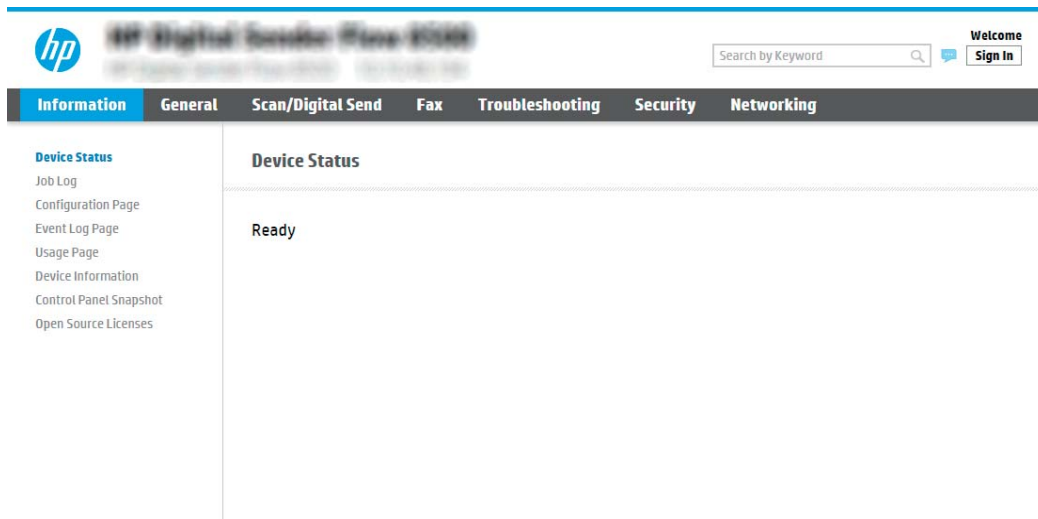 hp
Welcome
Search by Keyword
Sign In
Information General Scan/Digital Send Fax Troubleshooting Security Networking
Device Status
Job Log
Configuration Page
Event Log Page
Usage Page
Device Information
Control Panel Snapshot
Open Source Licenses
Device Status
Ready